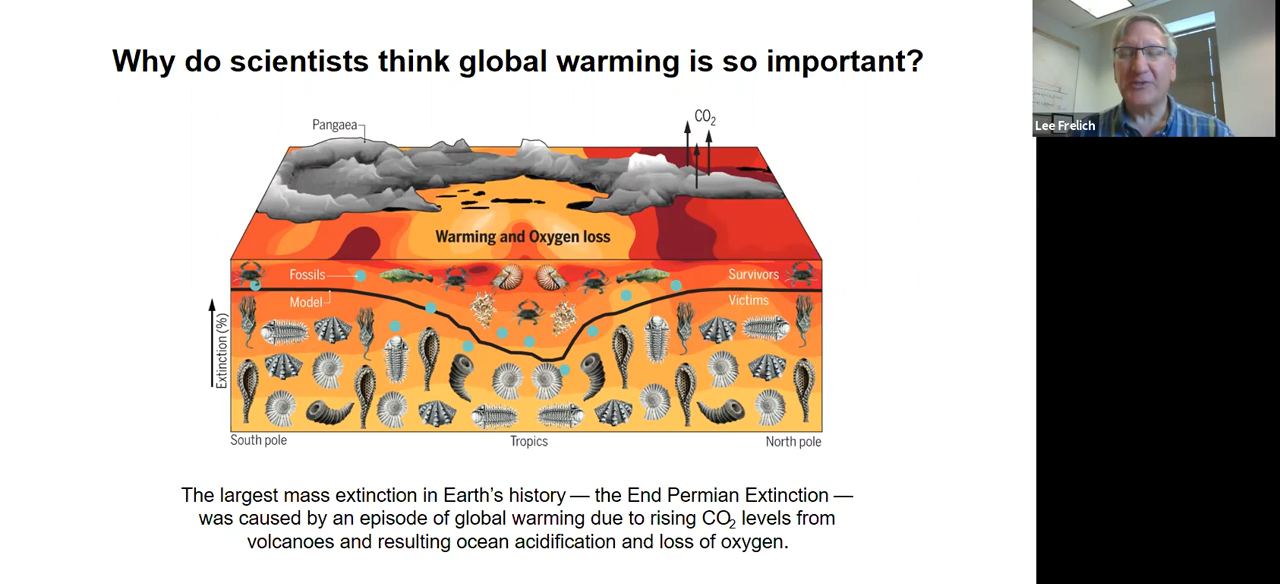 Why do scientists think global warming is so important?
Lee Frelich
CO₂
Pangaea
Warming and Oxygen loss
Fossils
Survivors
Model
Victims
Extinction (%)
South pole
Tropics
North pole
The largest mass extinction in Earth's history — the End Permian Extinction —
was caused by an episode of global warming due to rising CO₂ levels from
volcanoes and resulting ocean acidification and loss of oxygen.